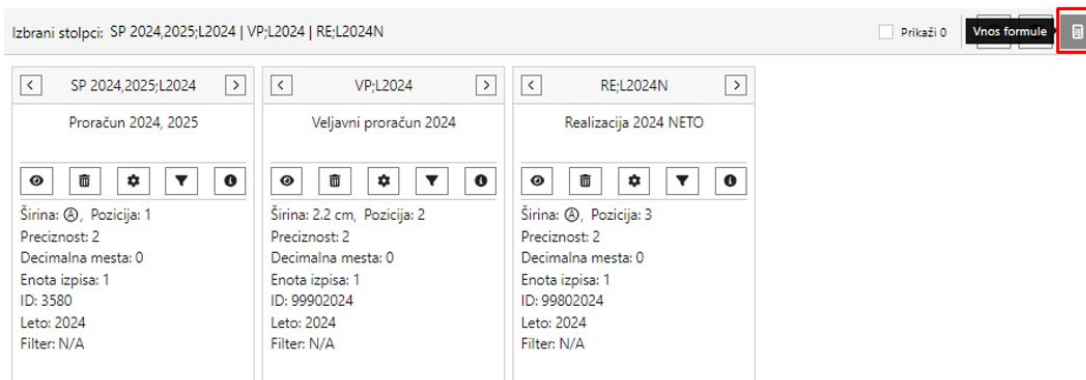 Izbrani stolpci: SP 2024,2025;L2024 | VP;L2024 | RE;L2024N
Prikaži 0
Vnos formule
SP 2024,2025;L2024
Proračun 2024, 2025
Širina: Ⓐ, Pozicija: 1
Preciznost: 2
Decimalna mesta: 0
Enota izpisa: 1
ID: 3580
Leto: 2024
Filter: N/A
VP;L2024
Veljavni proračun 2024
Širina: 2.2 cm, Pozicija: 2
Preciznost: 2
Decimalna mesta: 0
Enota izpisa: 1
ID: 99902024
Leto: 2024
Filter: N/A
RE;L2024N
Realizacija 2024 NETO
Širina: Ⓐ, Pozicija: 3
Preciznost: 2
Decimalna mesta: 0
Enota izpisa: 1
ID: 99802024
Leto: 2024
Filter: N/A